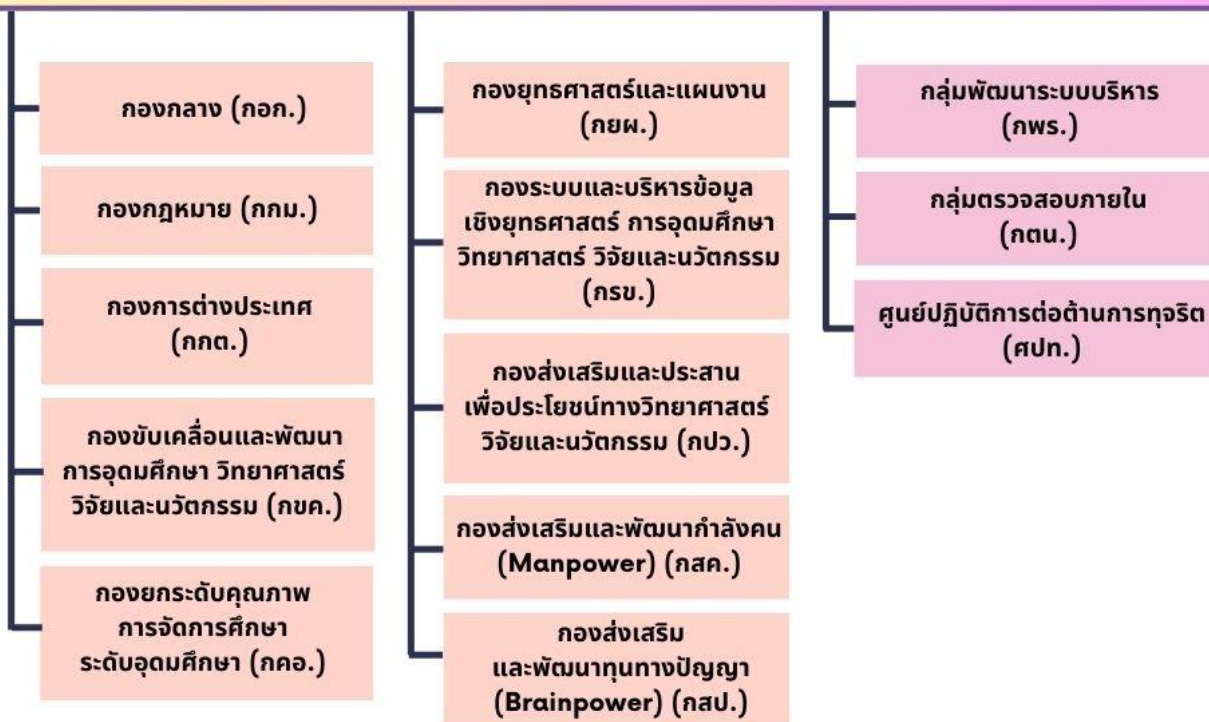 กองกลาง (กอก.)
กองกฎหมาย (กกม.)
กองการต่างประเทศ
(กกต.)
กองขับเคลื่อนและพัฒนา
การอุดมศึกษา วิทยาศาสตร์
วิจัยและนวัตกรรม (กขค.)
กองยกระดับคุณภาพ
การจัดการศึกษา
ระดับอุดมศึกษา (กคอ.)
กองยุทธศาสตร์และแผนงาน
(กยผ.)
กองระบบและบริหารข้อมูล
เชิงยุทธศาสตร์ การอุดมศึกษา
วิทยาศาสตร์ วิจัยและนวัตกรรม
(กรข.)
กองส่งเสริมและประสาน
เพื่อประโยชน์ทางวิทยาศาสตร์
วิจัยและนวัตกรรม (กปว.)
กองส่งเสริมและพัฒนากำลังคน
(Manpower) (กสค.)
กองส่งเสริม
และพัฒนาทุนทางปัญญา
(Brainpower) (กสป.)
กลุ่มพัฒนาระบบบริหาร
(กพร.)
กลุ่มตรวจสอบภายใน
(กตน.)
ศูนย์ปฏิบัติการต่อต้านการทุจริต
(ศปท.)